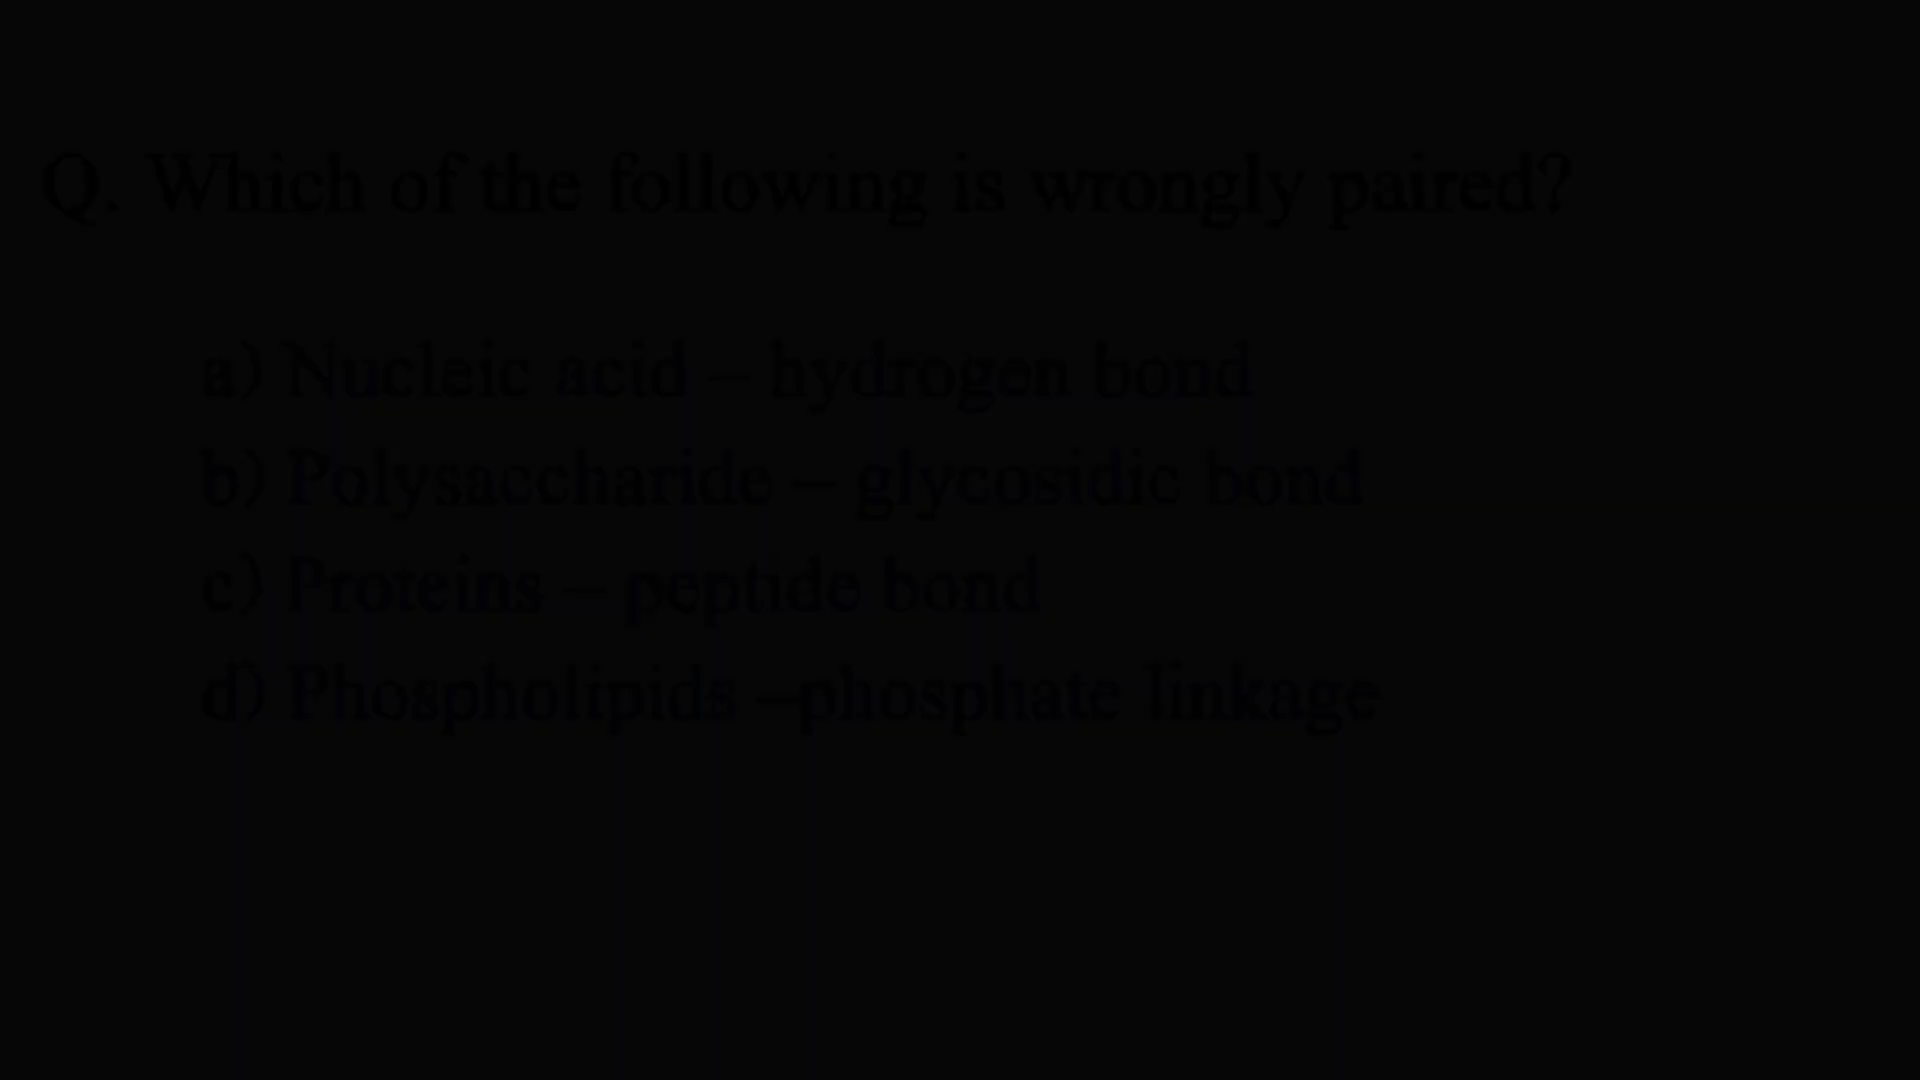 Q. Which of the following is wrongly paired?
a) Nucleic acid – hydrogen bond
b) Polysaccharide – glycosidic bond
c) Proteins – peptide bond
d) Phospholipids –phosphate linkage